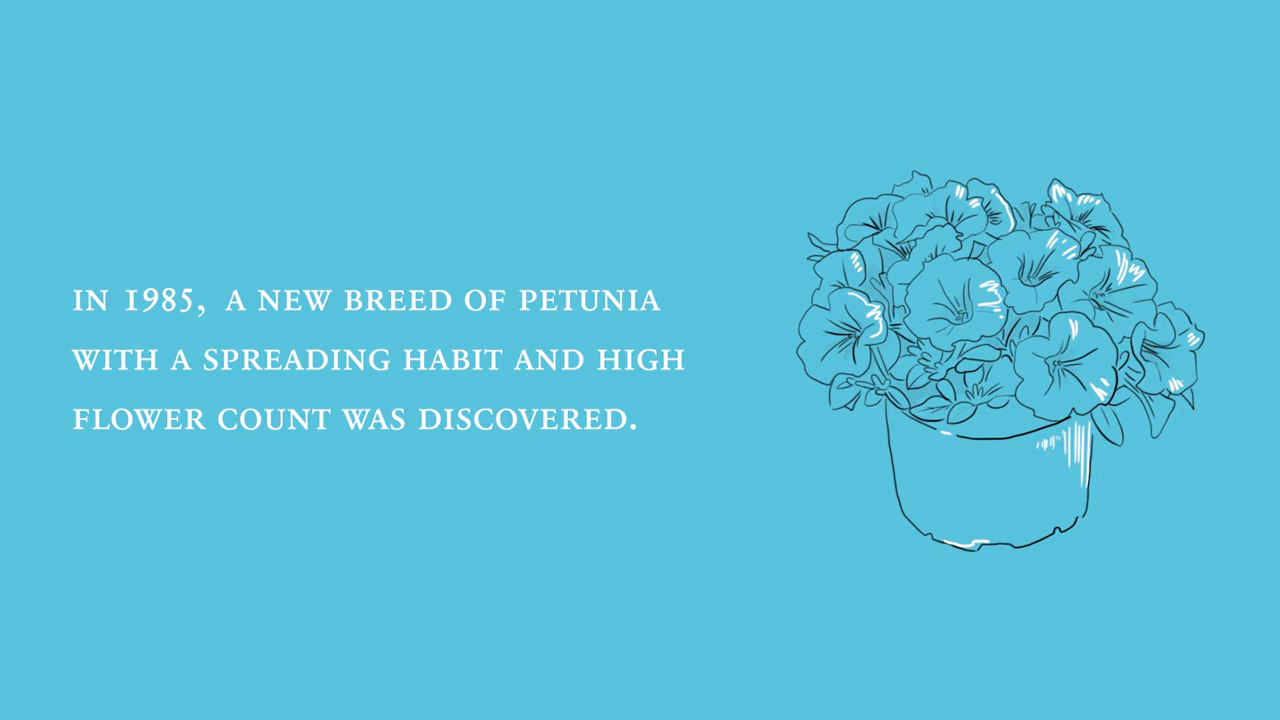 IN 1985, A NEW BREED OF PETUNIA
WITH A SPREADING HABIT AND HIGH
FLOWER COUNT WAS DISCOVERED.